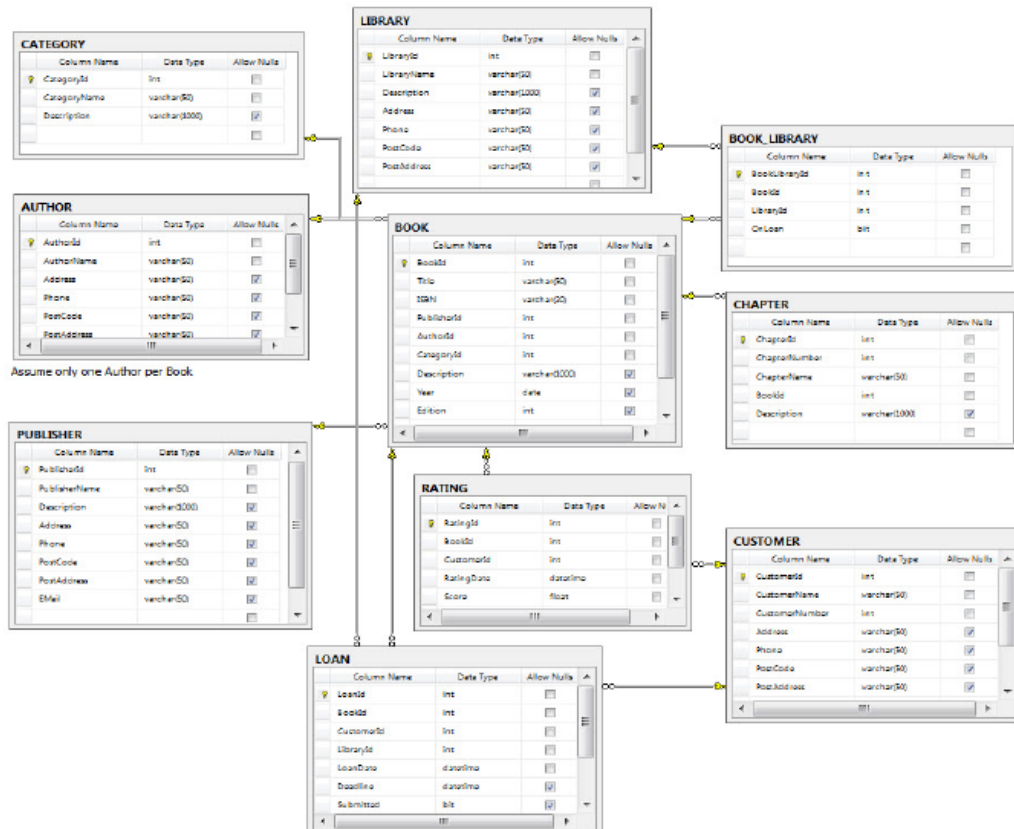 CATEGORY
Column Name Data Type Allow Nulls
CategoryId int
CategoryName varchar(50)
Description varchar(1000)
LIBRARY
Column Name Data Type Allow Nulls
LibraryId int
LibraryName varchar(50)
Description varchar(1000)
Address varchar(50)
Phone varchar(50)
PostCode varchar(50)
PostAddress varchar(50)
BOOK_LIBRARY
Column Name Data Type Allow Nulls
BookLibraryId int
BookId int
LibraryId int
OnLoan bit
AUTHOR
Column Name Data Type Allow Nulls
AuthorId int
AuthorName varchar(50)
Address varchar(50)
Phone varchar(50)
PostCode varchar(50)
PostAddress varchar(50)
Assume only one Author per Book
BOOK
Column Name Data Type Allow Nulls
BookId int
Title varchar(50)
ISBN varchar(20)
PublisherId int
AuthorId int
CategoryId int
Description varchar(1000)
Year date
Edition int
CHAPTER
Column Name Data Type Allow Nulls
ChapterId int
ChapterNumber int
ChapterName varchar(50)
BookId int
Description varchar(1000)
PUBLISHER
Column Name Data Type Allow Nulls
PublisherId int
PublisherName varchar(50)
Description varchar(1000)
Address varchar(50)
Phone varchar(50)
PostCode varchar(50)
PostAddress varchar(50)
EMail varchar(50)
RATING
Column Name Data Type Allow N
RatingId int
BookId int
CustomerId int
RatingDate datetime
Score float
CUSTOMER
Column Name Data Type Allow Nulls
CustomerId int
CustomerName varchar(50)
CustomerNumber int
Address varchar(50)
Phone varchar(50)
PostCode varchar(50)
PostAddress varchar(50)
LOAN
Column Name Data Type Allow Nulls
LoanId int
BookId int
CustomerId int
LibraryId int
LoanDate datetime
Deadline datetime
Submitted bit